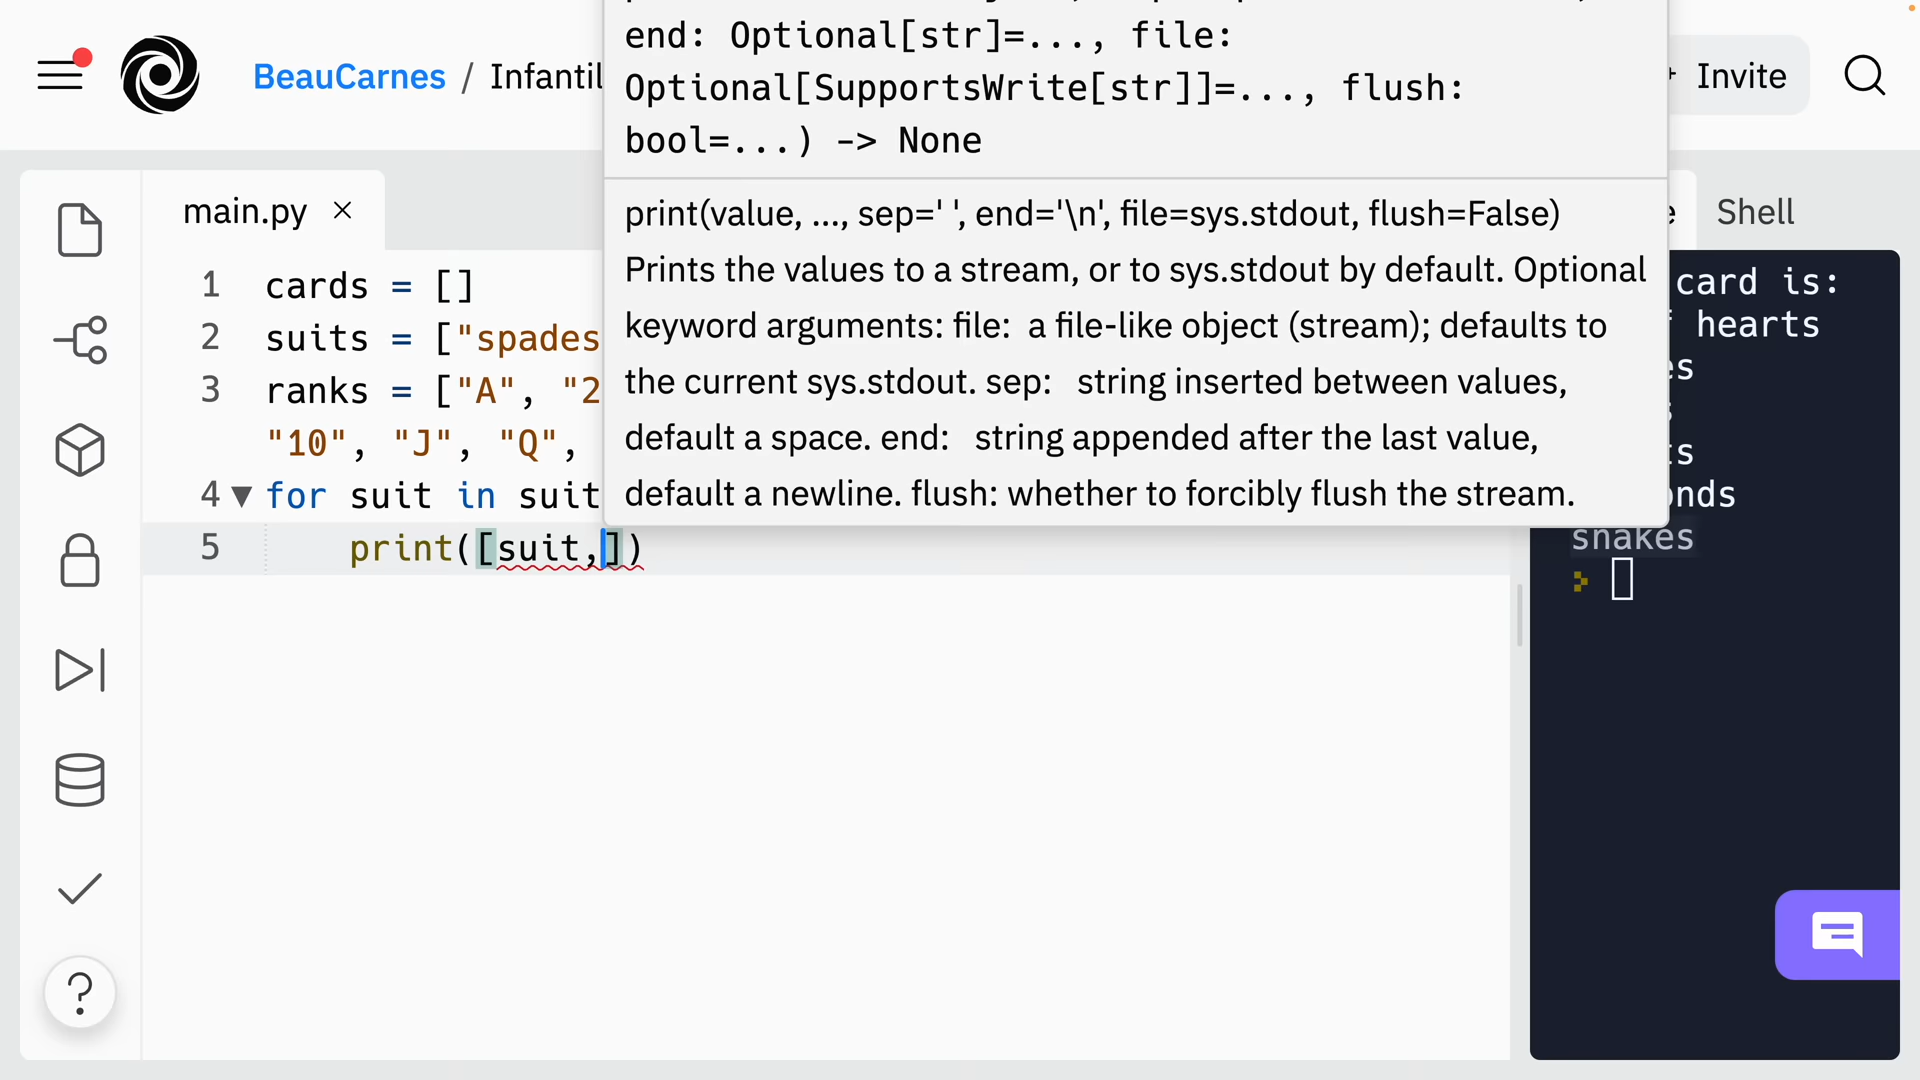 end: Optional[str]=..., file:
Optional[SupportsWrite[str]]=..., flush:
bool=...) -> None
BeauCarnes / Infantil
Invite
main.py ×
print(value, ..., sep=' ', end='\n', file=sys.stdout, flush=False)
Prints the values to a stream, or to sys.stdout by default. Optional
keyword arguments: file: a file-like object (stream); defaults to
the current sys.stdout. sep: string inserted between values,
default a space. end: string appended after the last value,
default a newline. flush: whether to forcibly flush the stream.
Shell
1 cards = []
2 suits = ["spades
3 ranks = ["A", "2
"10", "J", "Q",
4 for suit in suit
5 print([suit,])
card is:
hearts
snakes
?